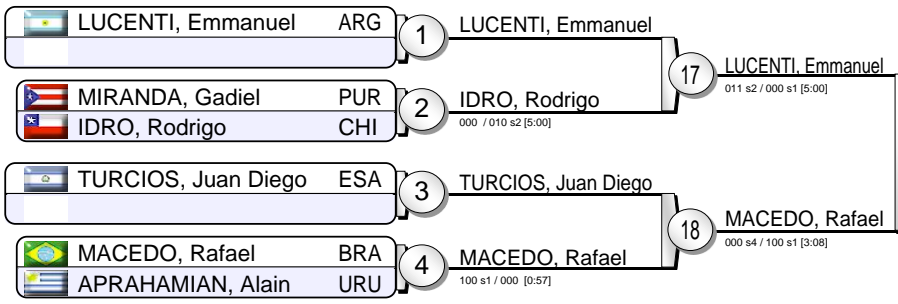 LUCENTI, Emmanuel ARG
1
LUCENTI, Emmanuel
17
LUCENTI, Emmanuel
011 s2 / 000 s1 [5:00]
MIRANDA, Gadiel PUR
IDRO, Rodrigo CHI
2
IDRO, Rodrigo
000 / 010 s2 [5:00]
TURCIOS, Juan Diego ESA
3
TURCIOS, Juan Diego
18
MACEDO, Rafael
000 s4 / 100 s1 [3:08]
MACEDO, Rafael BRA
APRAHAMIAN, Alain URU
4
MACEDO, Rafael
100 s1 / 000 [0:57]